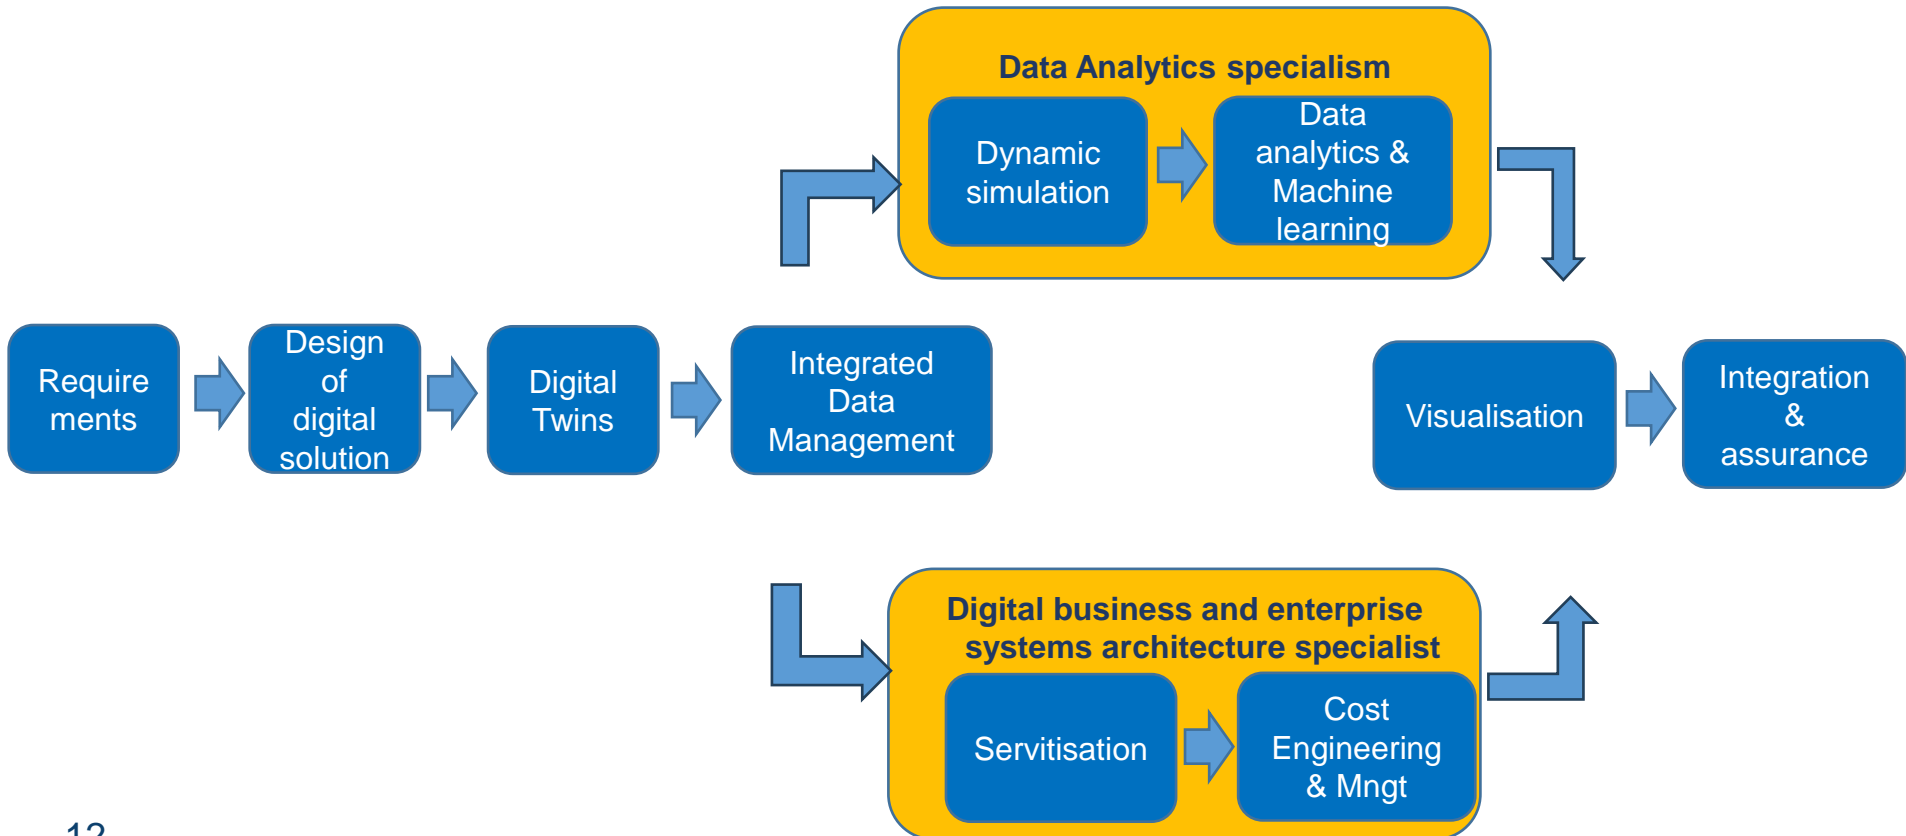 Data Analytics specialism
Dynamic
simulation
Data
analytics &
Machine
learning
Require
ments
Design
of
digital
solution
Digital
Twins
Integrated
Data
Management
Visualisation
Integration
&
assurance
Digital business and enterprise
systems architecture specialist
Servitisation
Cost
Engineering
& Mngt
12